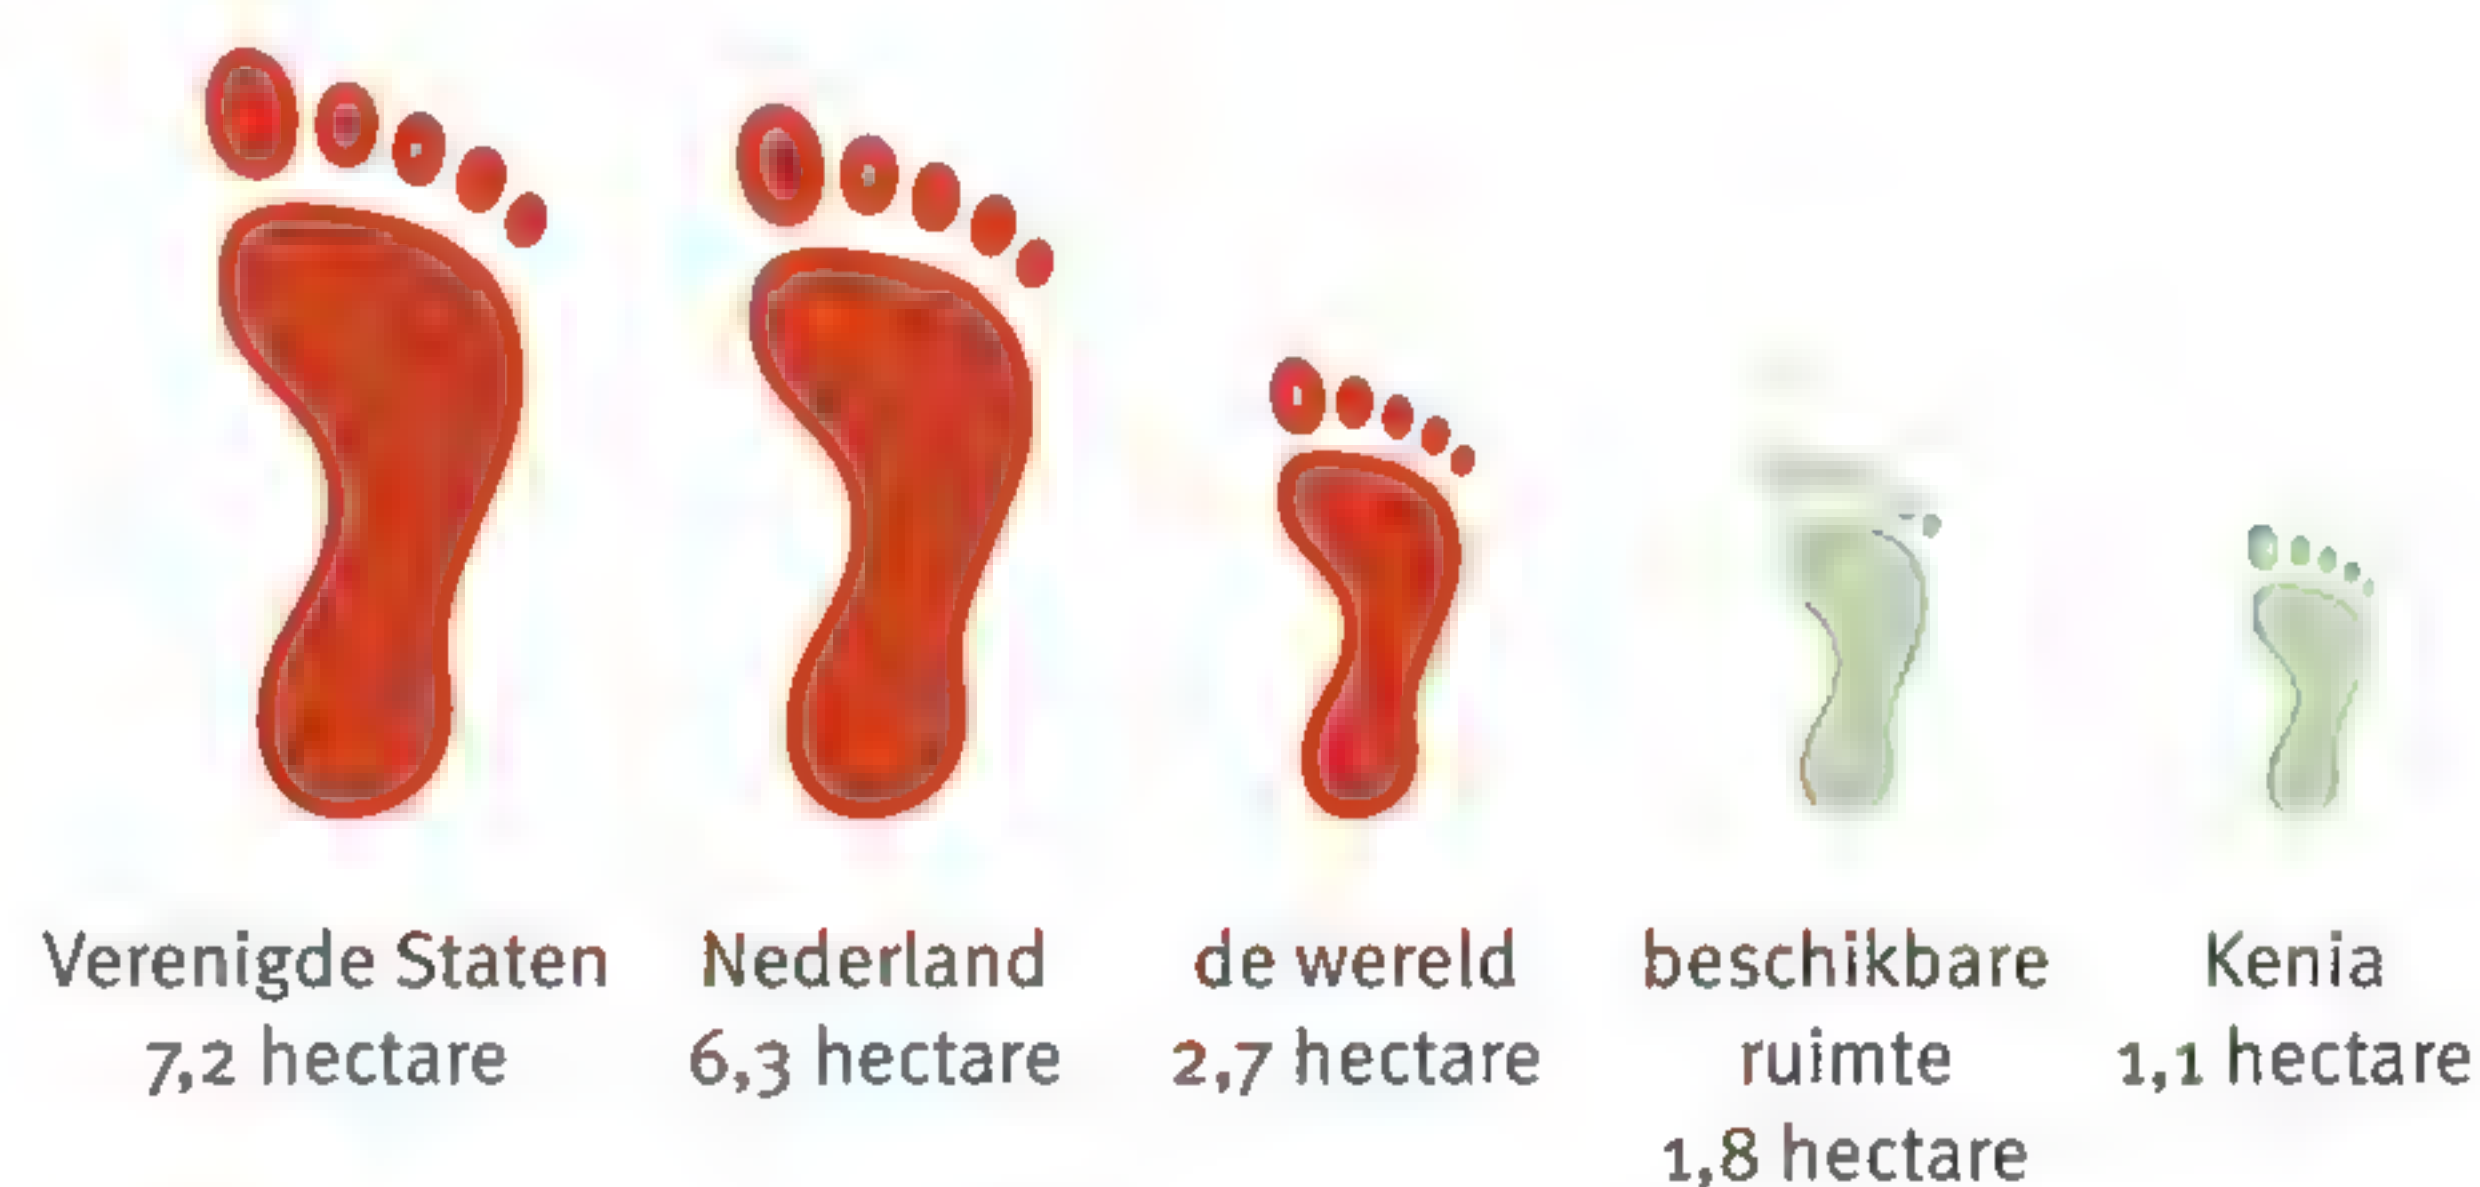 Verenigde Staten
7,2 hectare
Nederland
6,3 hectare
de wereld
2,7 hectare
beschikbare
ruimte
1,8 hectare
Kenia
1,1 hectare